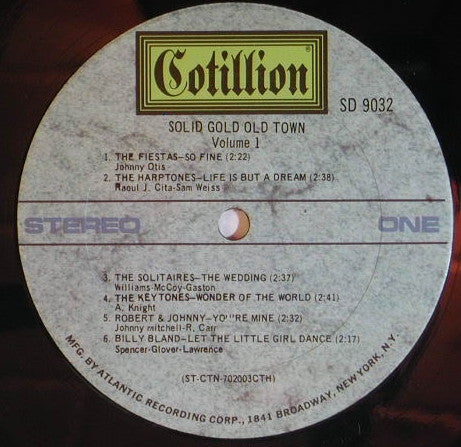 Cotillion
SD 9032
SOLID GOLD OLD TOWN
Volume 1
1. THE FIESTAS—SO FINE (2:22)
Johnny Otis
2. THE HARPTONES—LIFE IS BUT A DREAM (2:38)
Raoul J. Cita-Sam Weiss
STEREO ONE
3. THE SOLITAIRES—THE WEDDING (2:37)
Williams-McCoy-Gaston
4. THE KEYTONES—WONDER OF THE WORLD (2:41)
A. Knight
5. ROBERT & JOHNNY—YO'''RE MINE (2:32)
Johnny mitchell-R. Carr
6. BILLY BLAND—LET THE LITTLE GIRL DANCE (2:17)
Spencer-Glover-Lawrence
(ST-CTN-702003CTH)
MFG. BY ATLANTIC RECORDING CORP., 1841 BROADWAY, NEW YORK, N.Y.